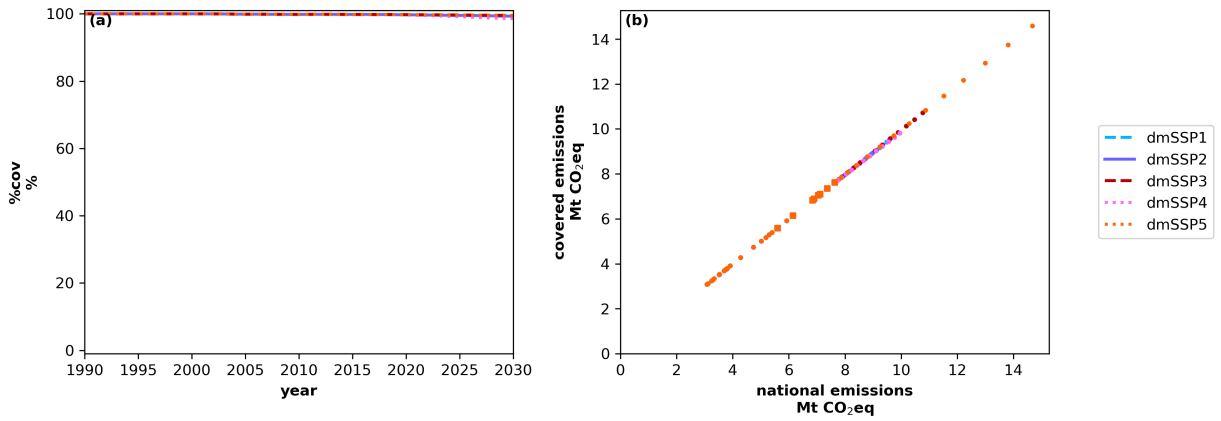 (a)
100
80
60
40
20
0
%cov
%
1990 1995 2000 2005 2010 2015 2020 2025 2030
year
(b)
14
12
10
8
6
4
2
0
covered emissions
Mt CO₂eq
0 2 4 6 8 10 12 14
national emissions
Mt CO₂eq
dmSSP1
dmSSP2
dmSSP3
dmSSP4
dmSSP5